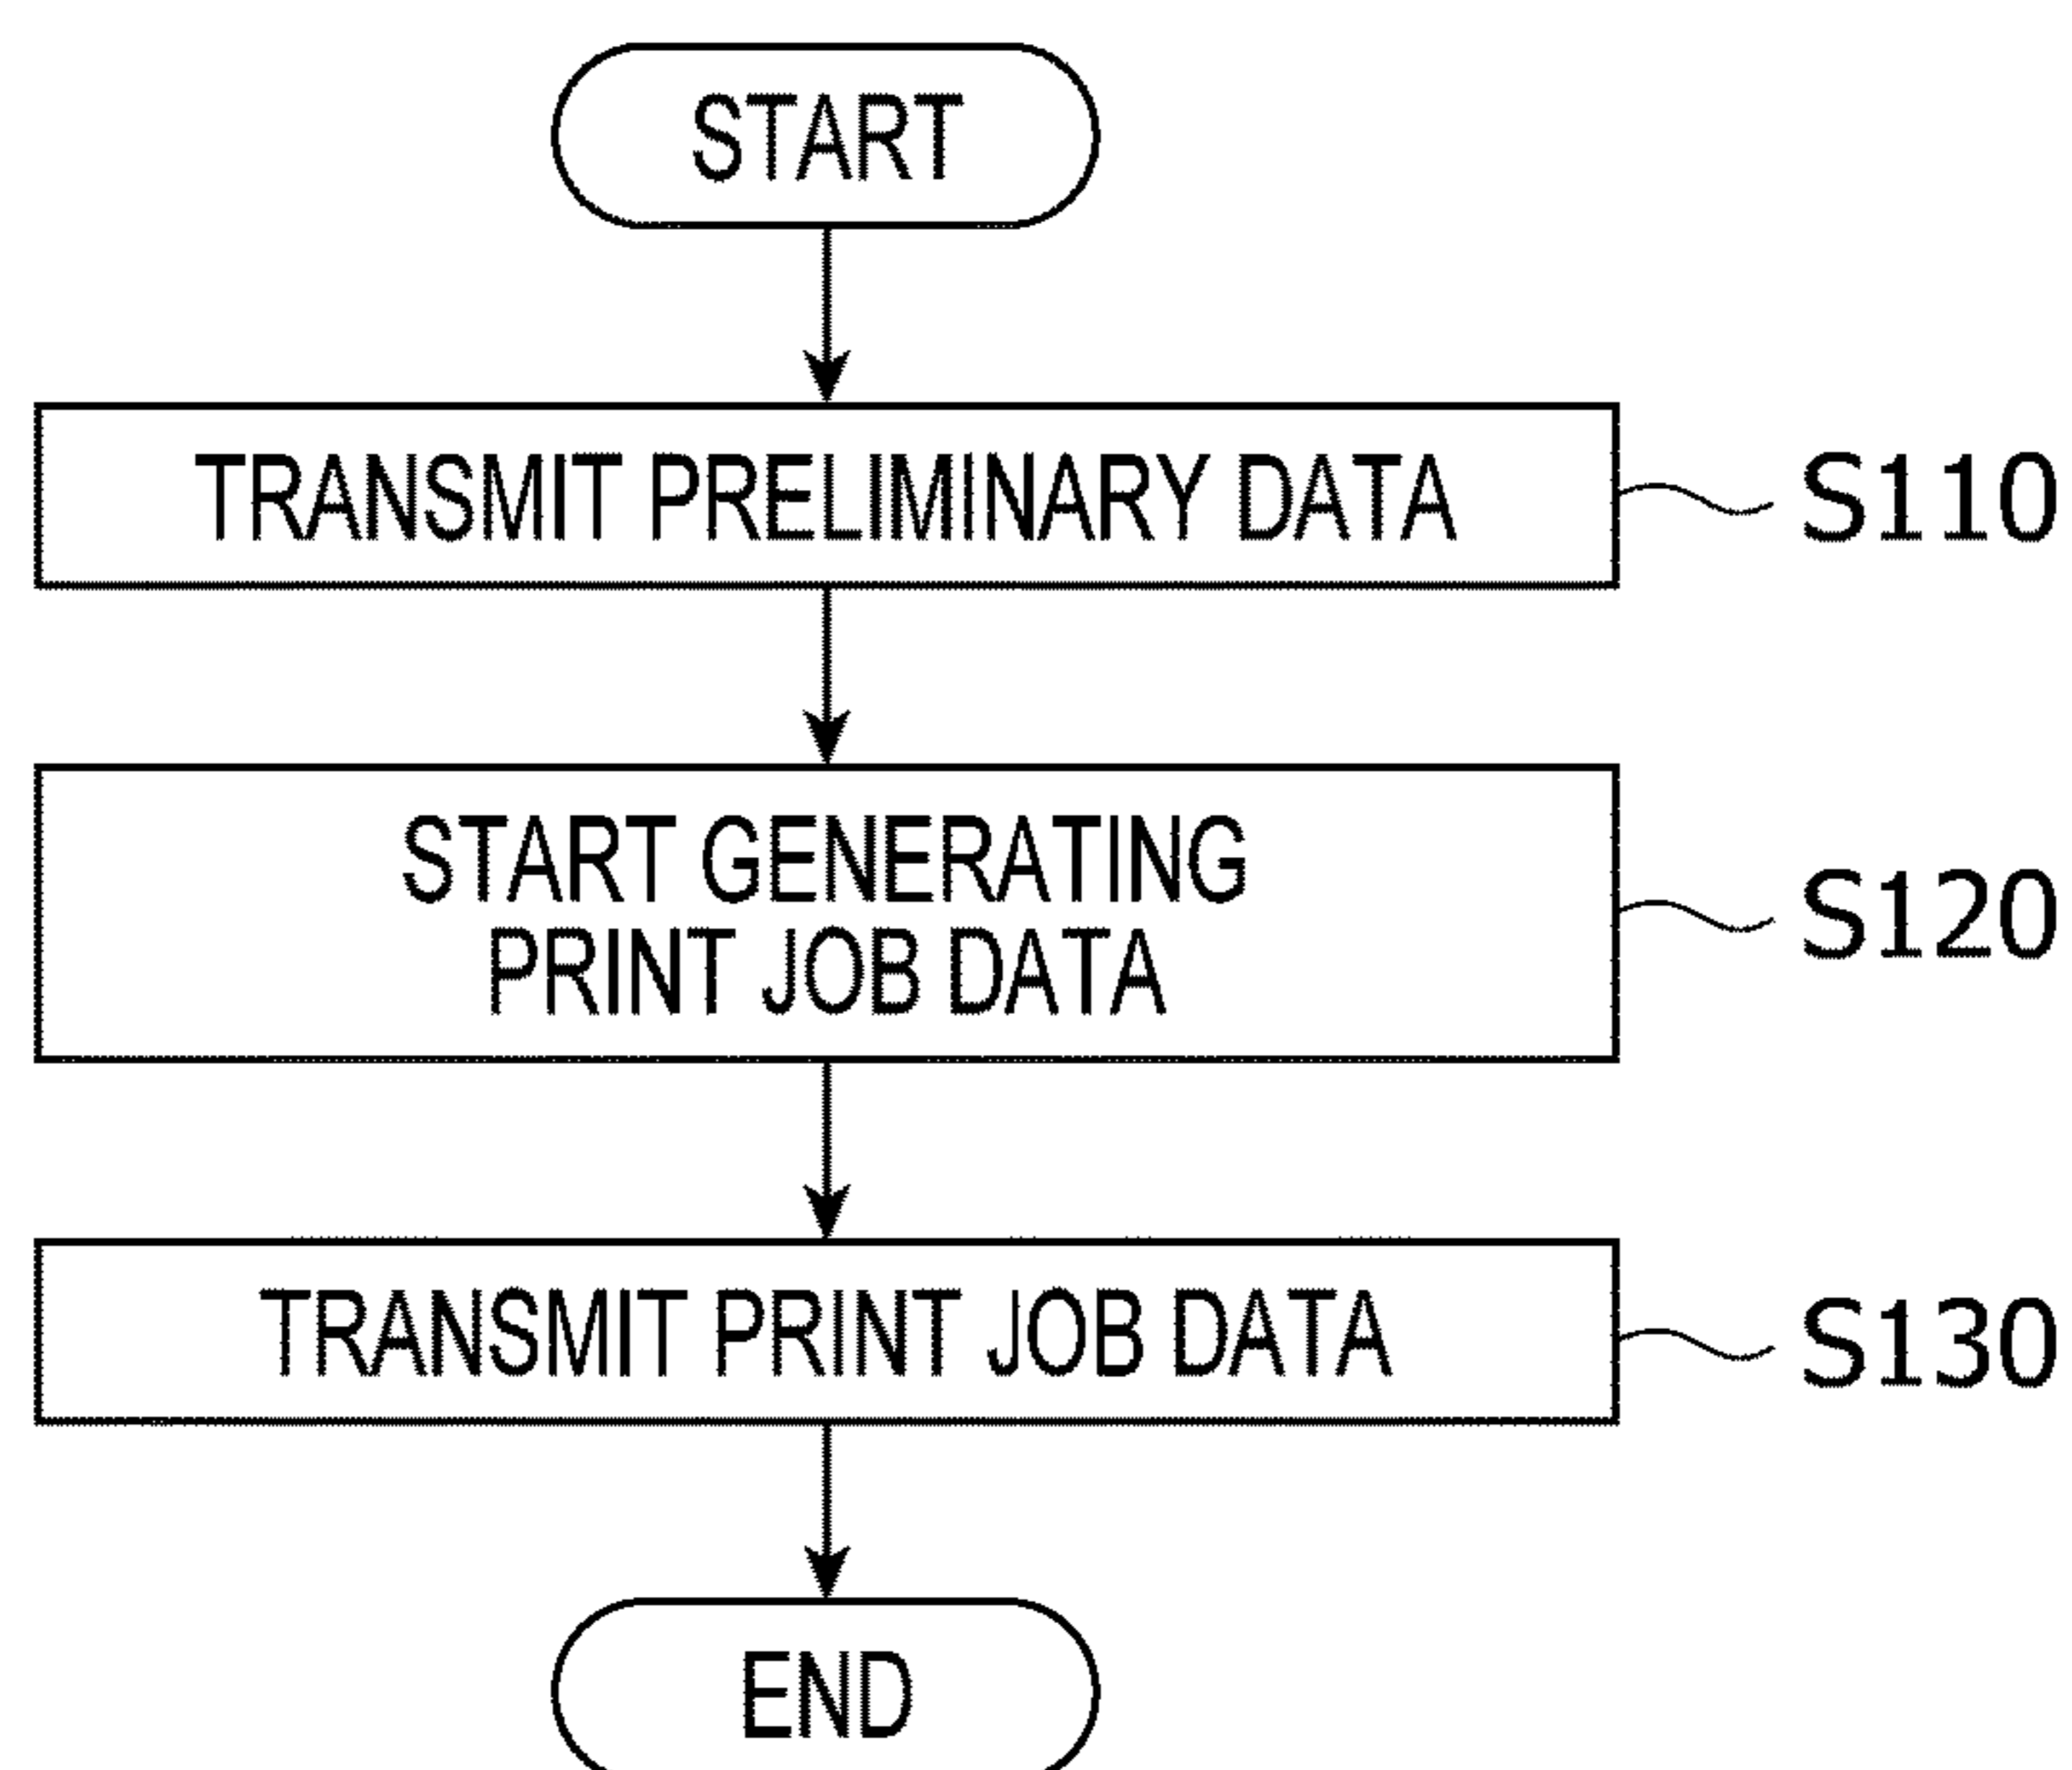 START
TRANSMIT PRELIMINARY DATA
S110
START GENERATING
PRINT JOB DATA
S120
TRANSMIT PRINT JOB DATA
S130
END